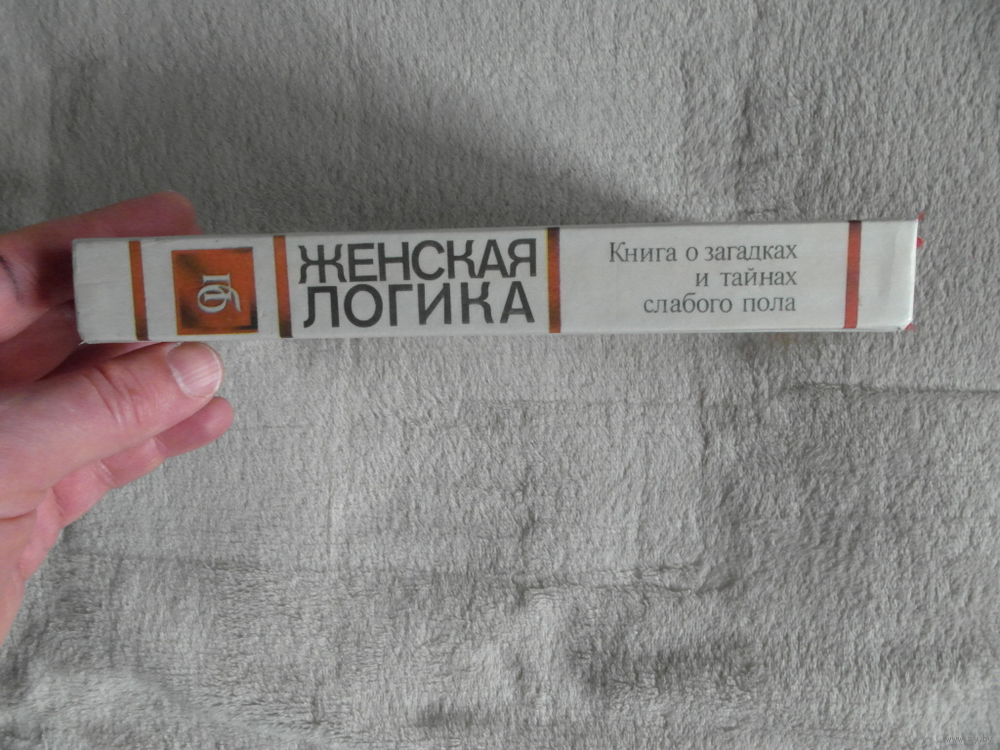 ЖЕНСКАЯ
ЛОГИКА
Книга о загадках
и тайнах
слабого пола